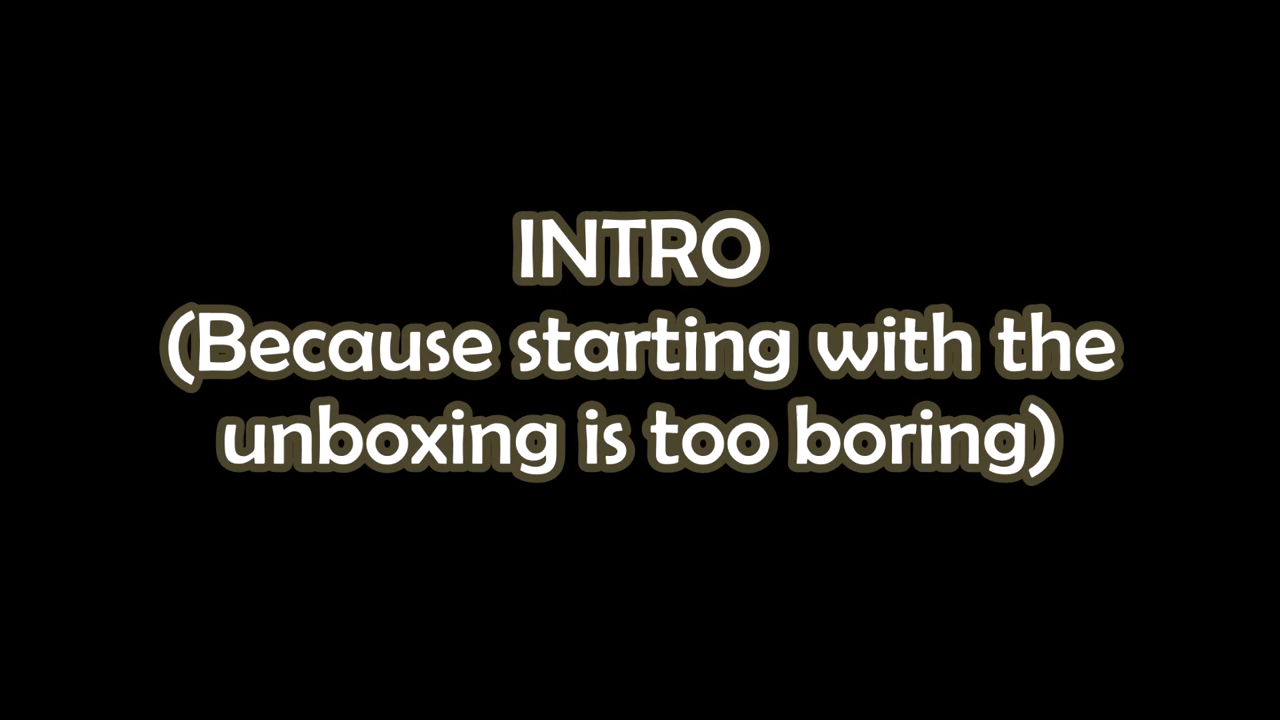 INTRO
(Because starting with the
unboxing is too boring)